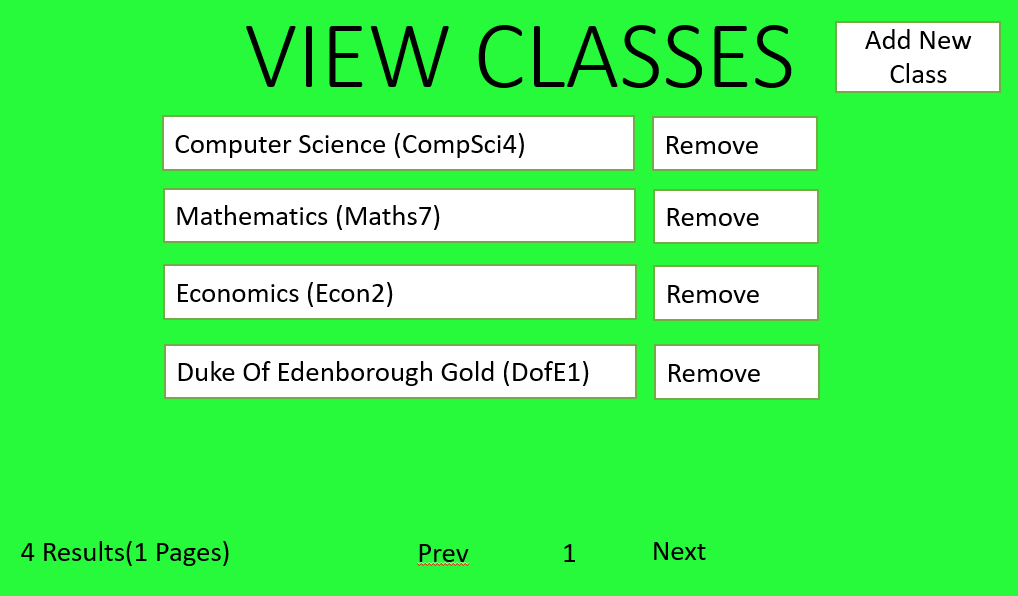 VIEW CLASSES
Add New
Class
Computer Science (CompSci4)
Remove
Mathematics (Maths7)
Remove
Economics (Econ2)
Remove
Duke Of Edenborough Gold (DofE1)
Remove
4 Results(1 Pages)
Prev
1
Next